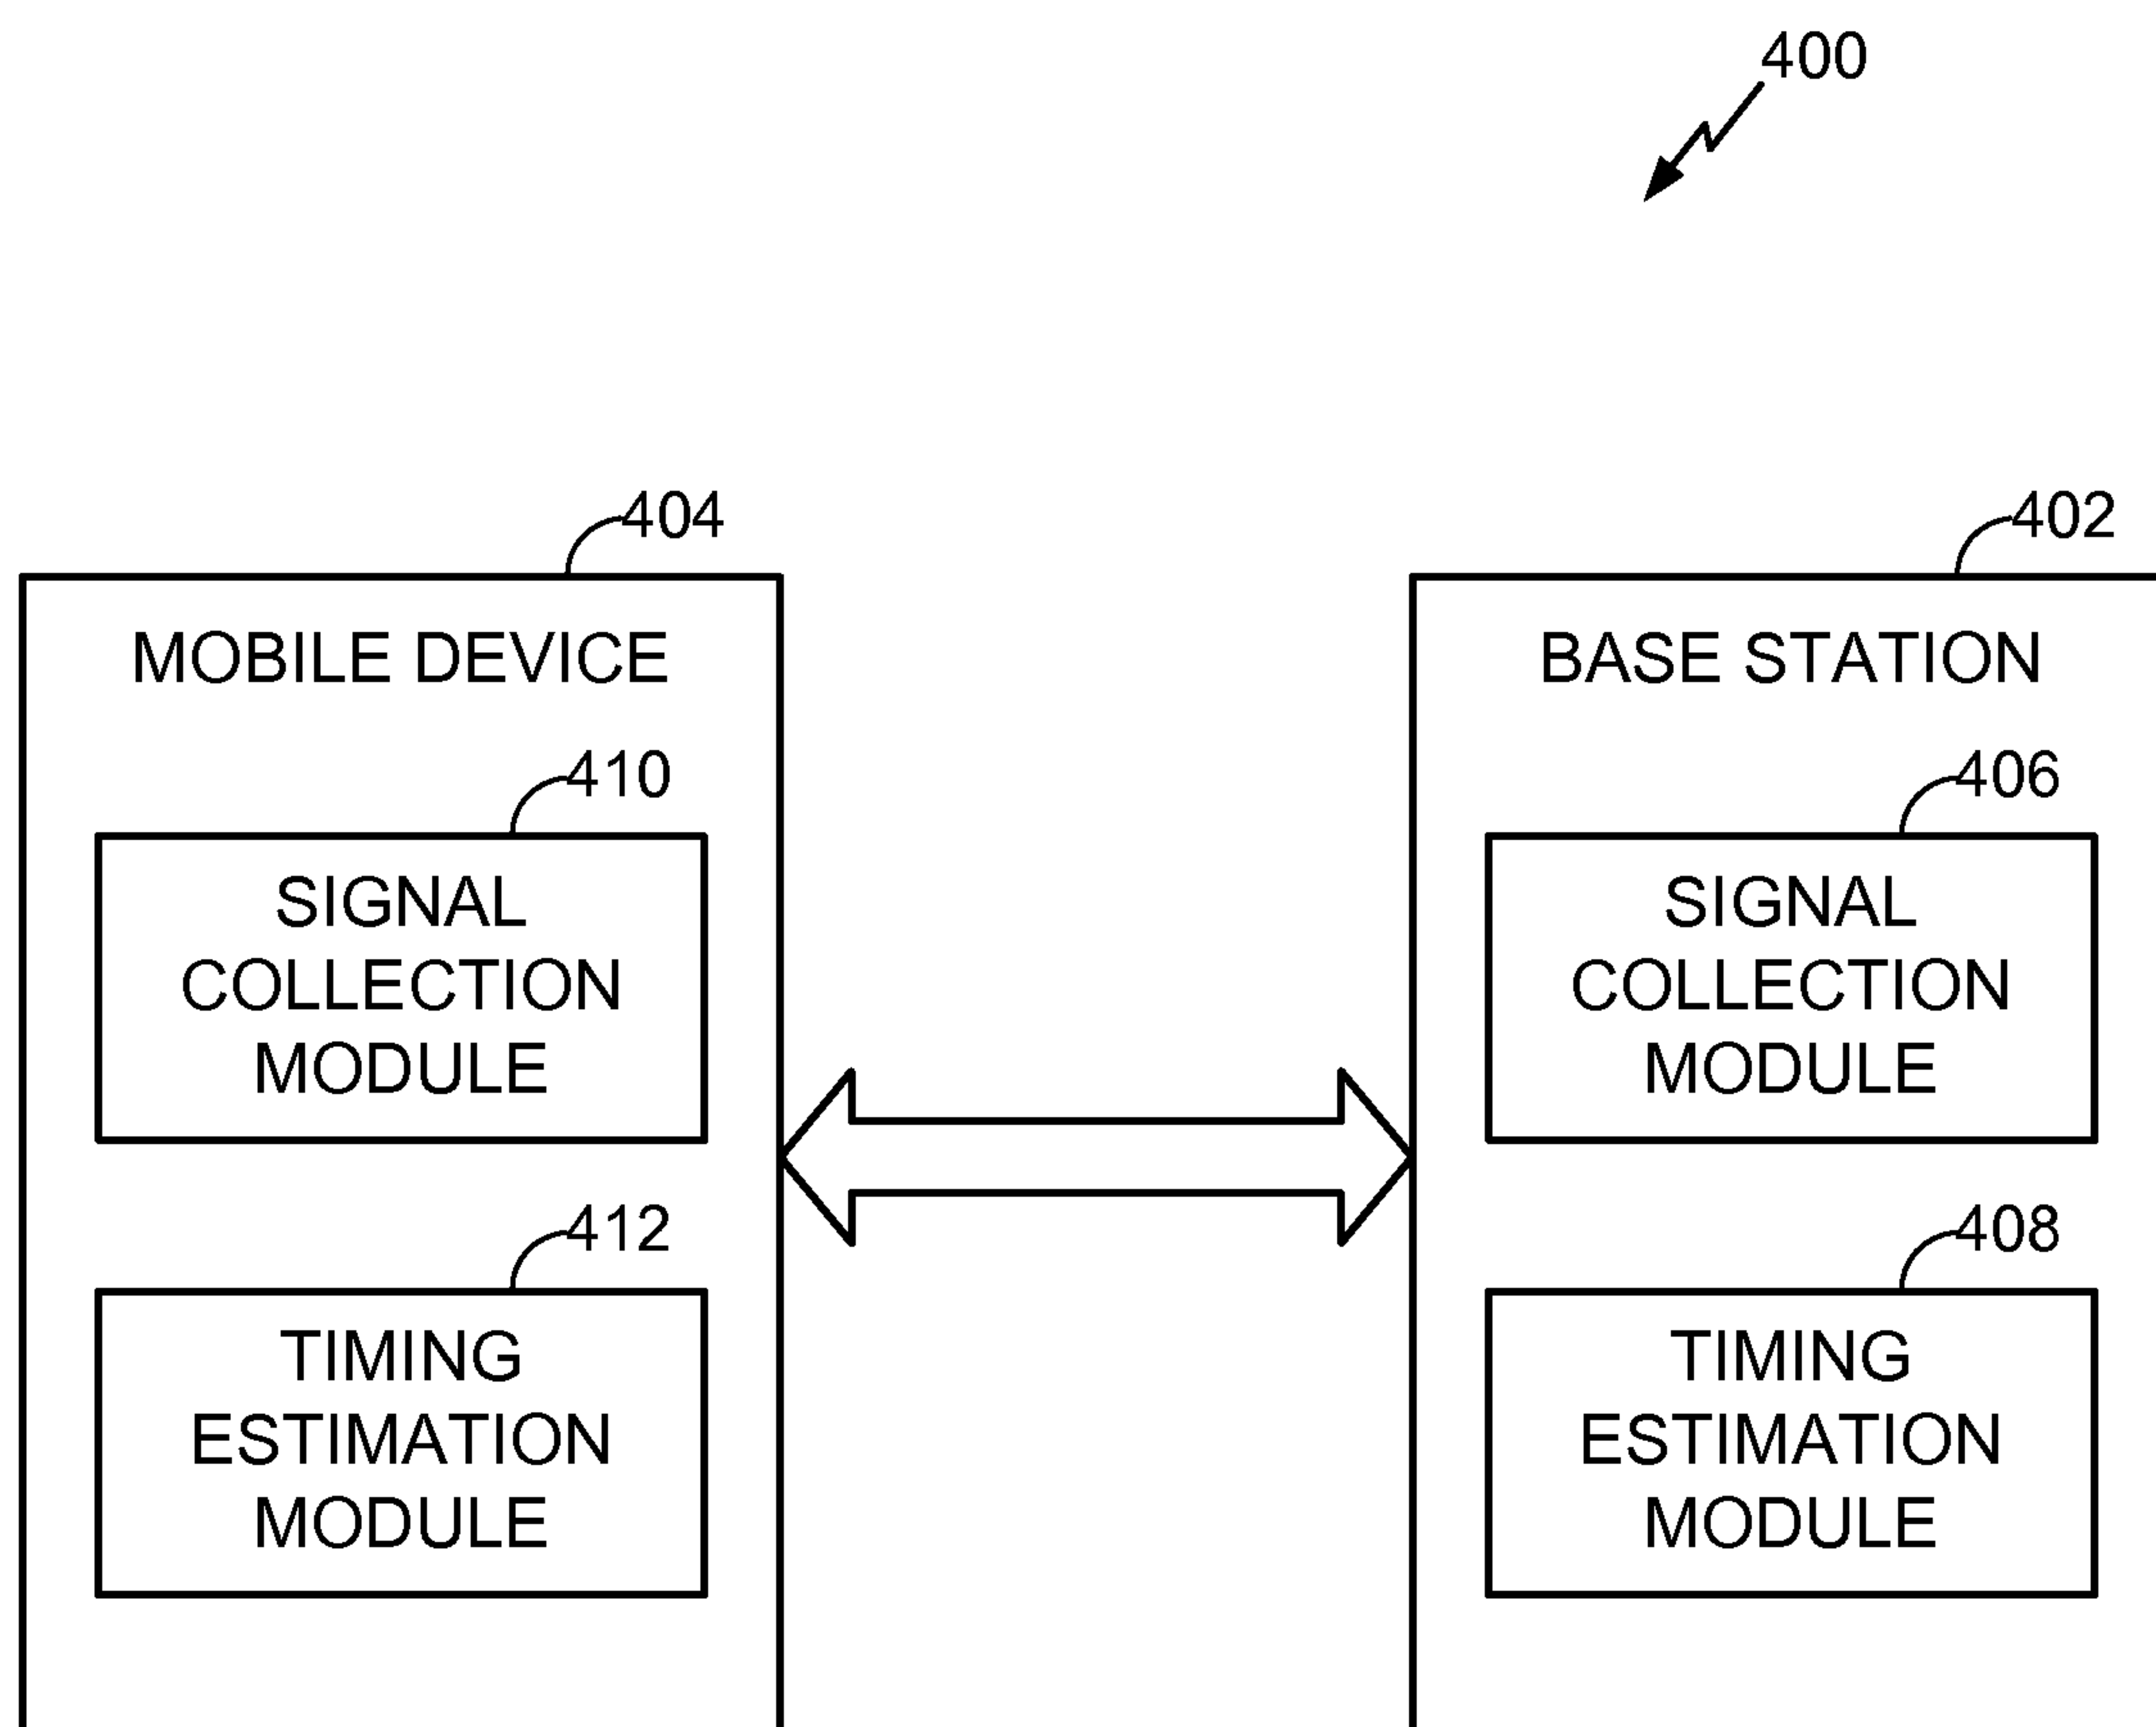 400
404
MOBILE DEVICE
410
SIGNAL
COLLECTION
MODULE
412
TIMING
ESTIMATION
MODULE
402
BASE STATION
406
SIGNAL
COLLECTION
MODULE
408
TIMING
ESTIMATION
MODULE